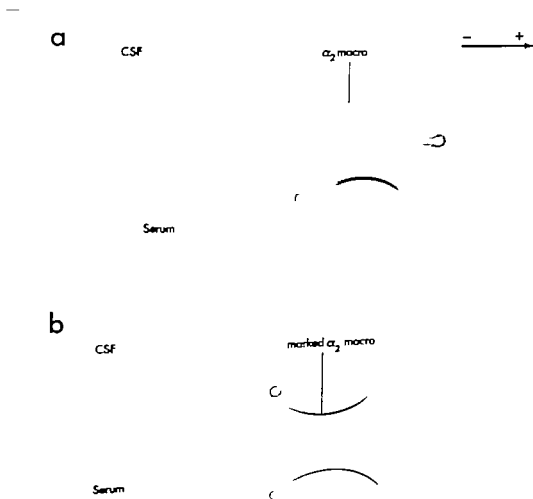 a
CSF
α₂ macro
- +
Serum
b
CSF
marked α₂ macro
Serum